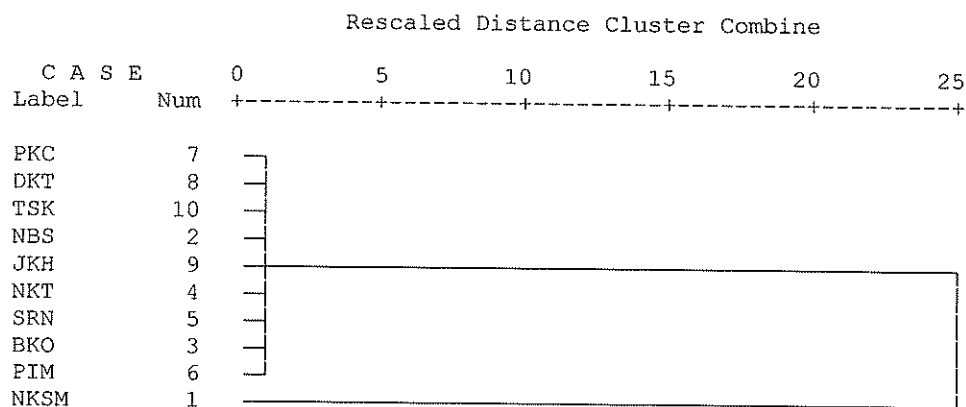 Rescaled Distance Cluster Combine
C A S E 0 5 10 15 20 25
Label Num +---------+---------+---------+---------+---------+
PKC 7
DKT 8
TSK 10
NBS 2
JKH 9
NKT 4
SRN 5
BKO 3
PIM 6
NKSM 1